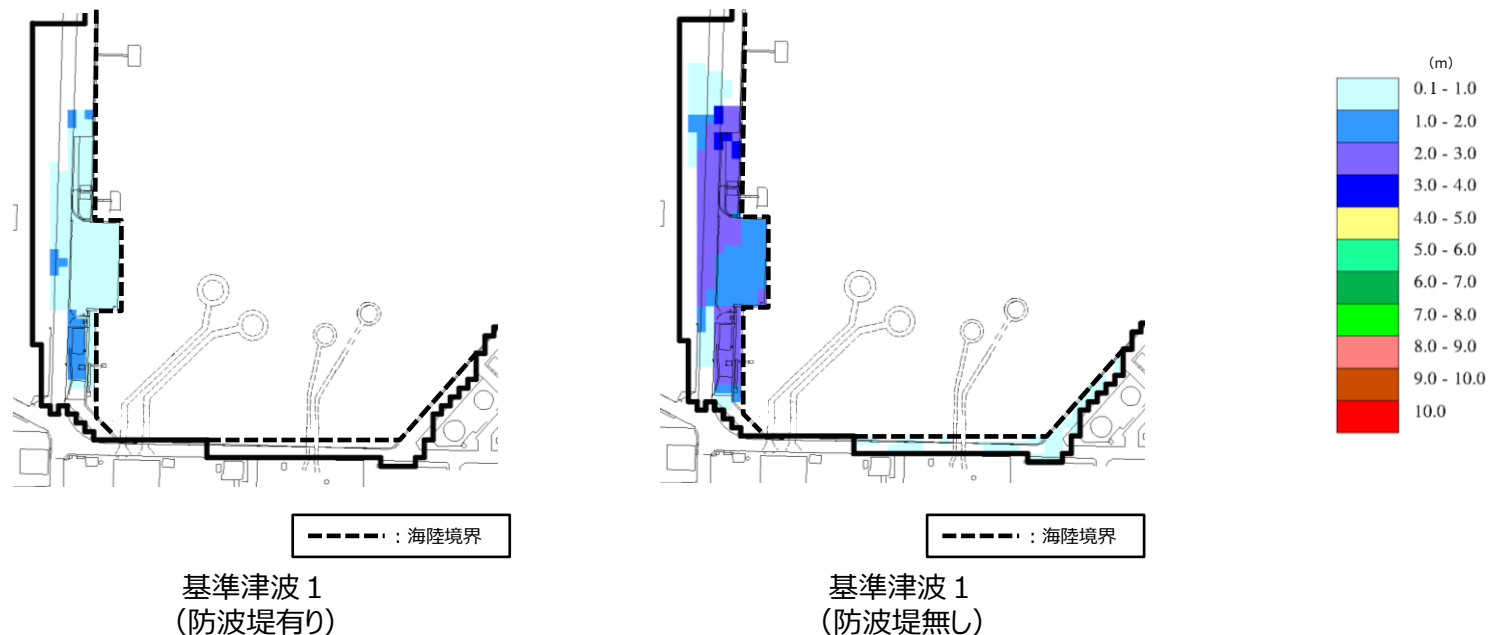 (m)
0.1 - 1.0
1.0 - 2.0
2.0 - 3.0
3.0 - 4.0
4.0 - 5.0
5.0 - 6.0
6.0 - 7.0
7.0 - 8.0
8.0 - 9.0
9.0 - 10.0
10.0
：海陸境界
：海陸境界
基準津波１
（防波堤有り）
基準津波１
（防波堤無し）